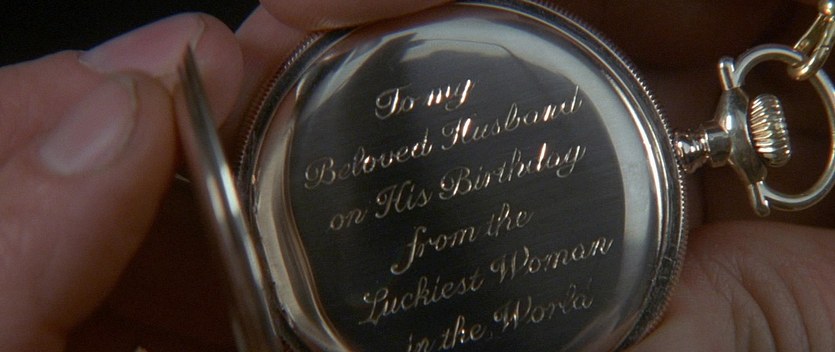 To my
Beloved Husband
on His Birthday
from the
Luckiest Woman
in the World